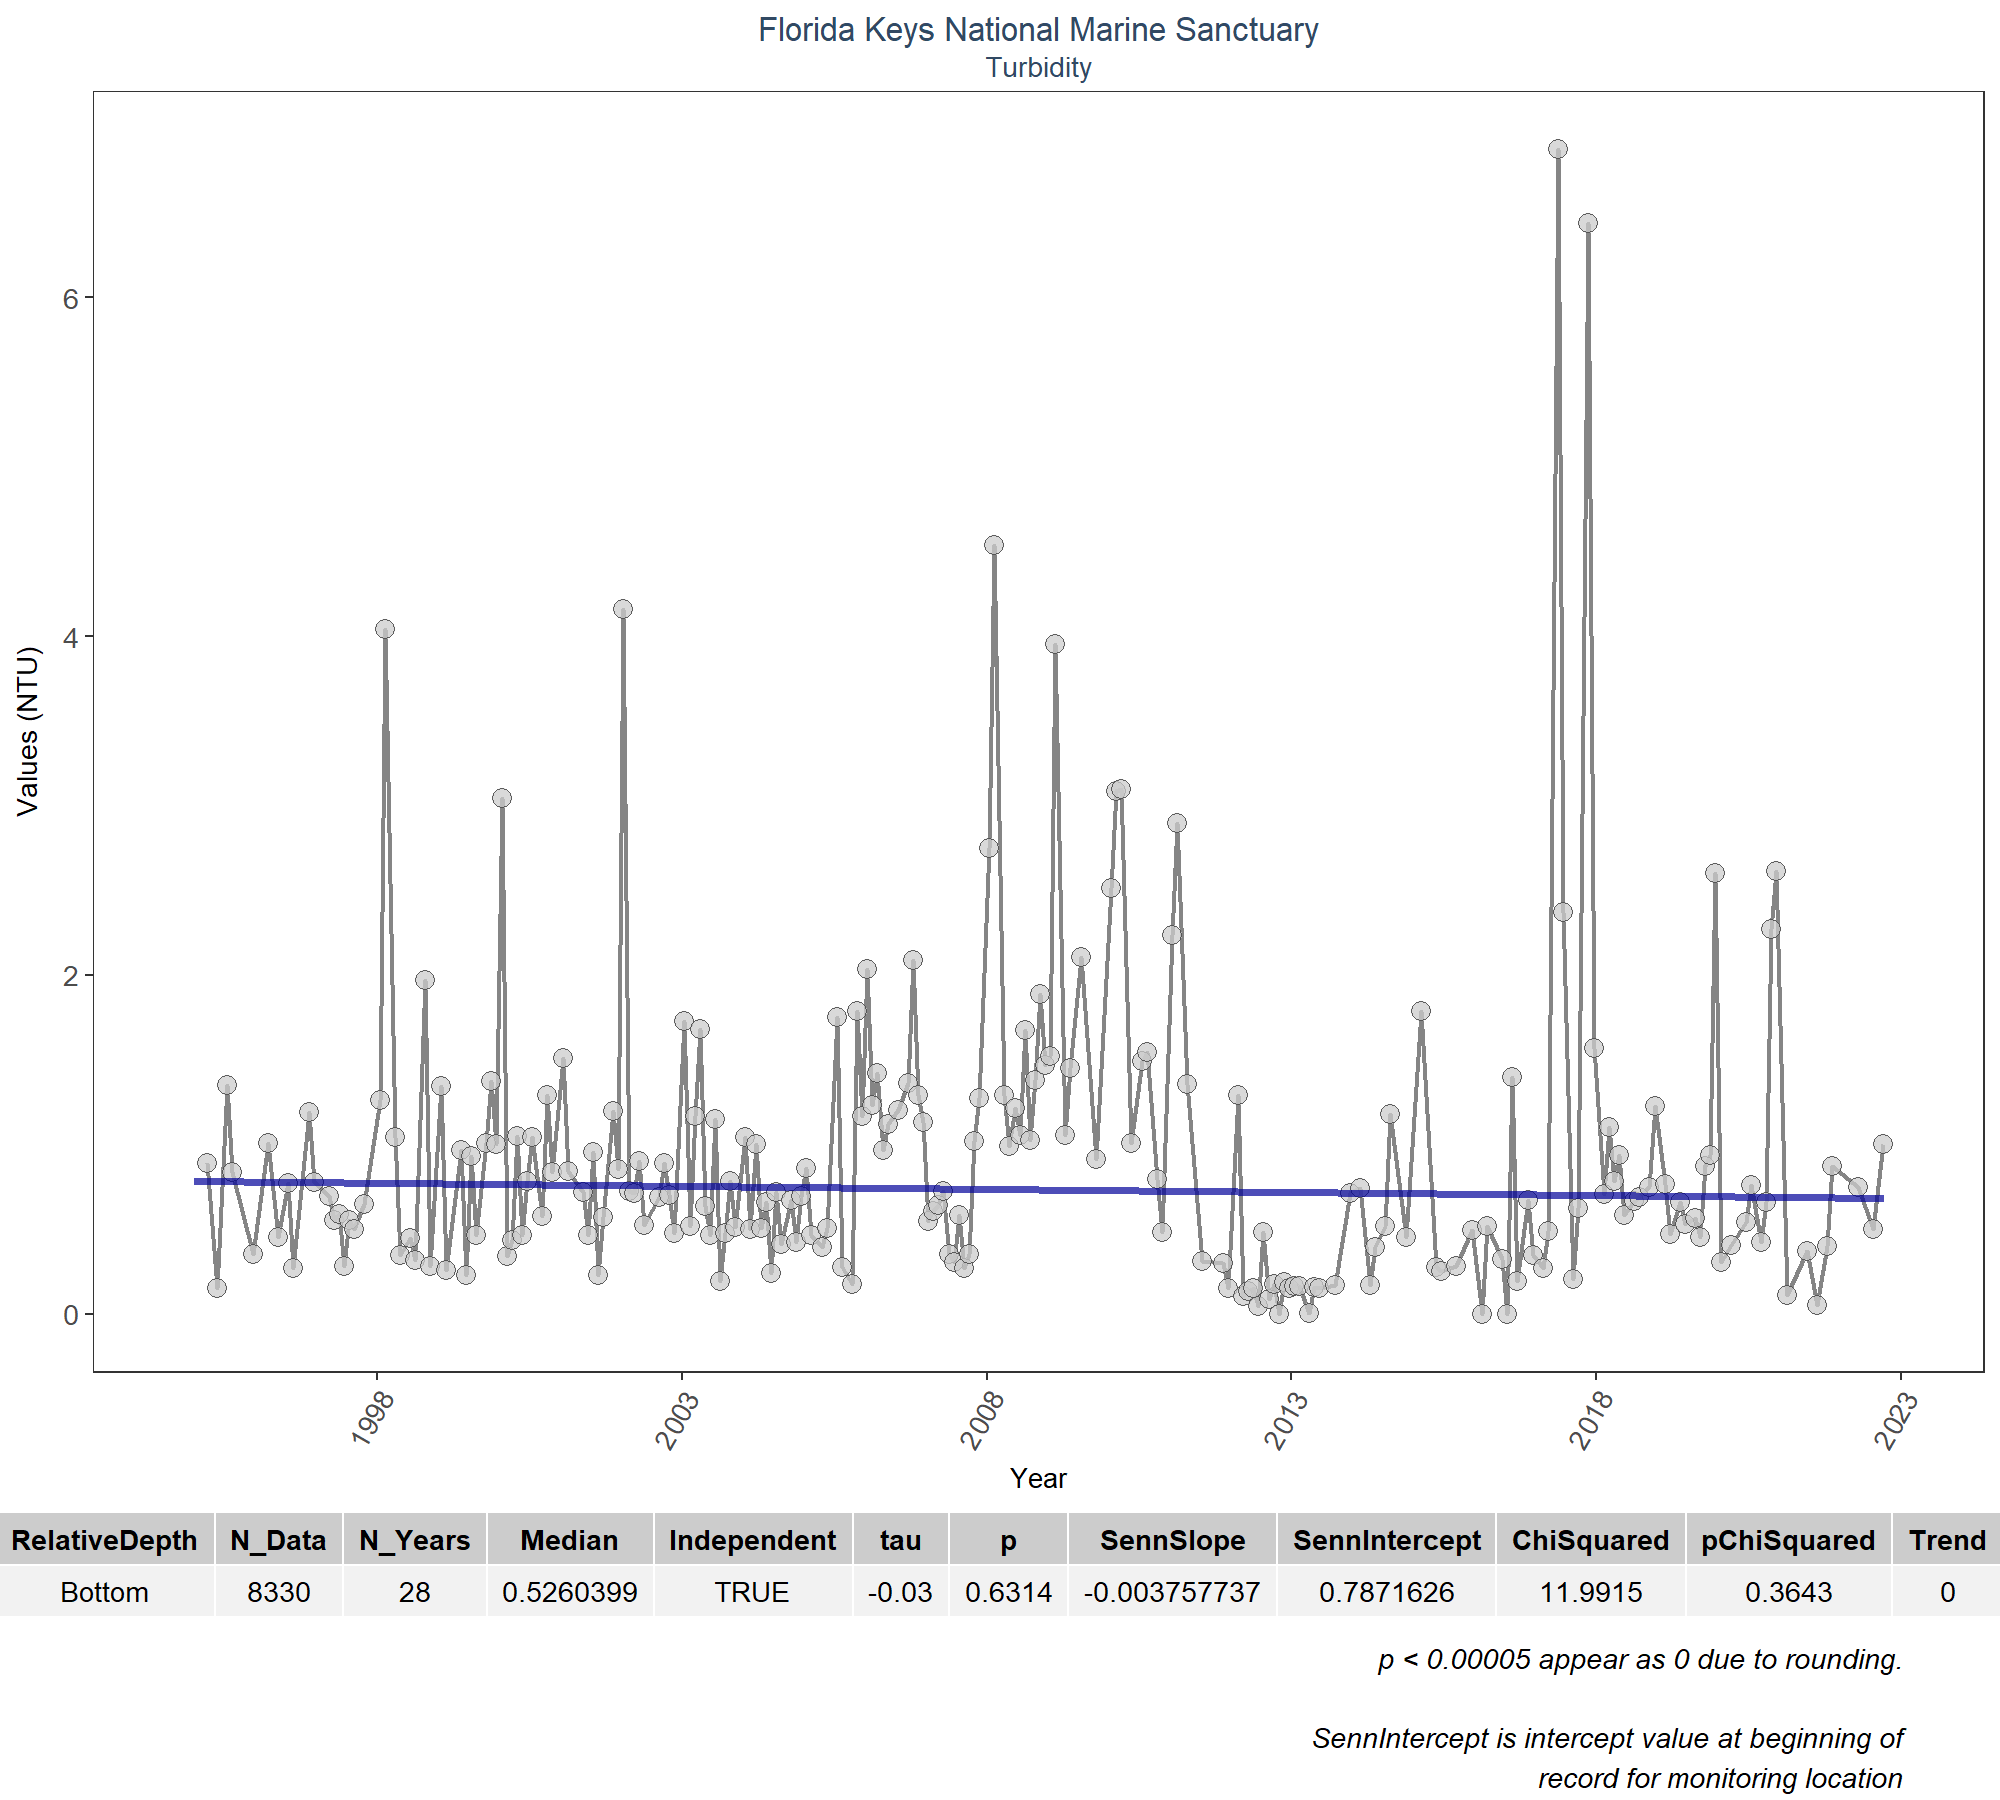 Florida Keys National Marine Sanctuary
Turbidity
Values (NTU)
6
4
2
0
1998
2003
2008
2013
2018
2023
Year
RelativeDepth N_Data N_Years Median Independent tau p SennSlope SennIntercept ChiSquared pChiSquared Trend
Bottom 8330 28 0.5260399 TRUE -0.03 0.6314 -0.003757737 0.7871626 11.9915 0.3643 0
p < 0.00005 appear as 0 due to rounding.
SennIntercept is intercept value at beginning of
record for monitoring location